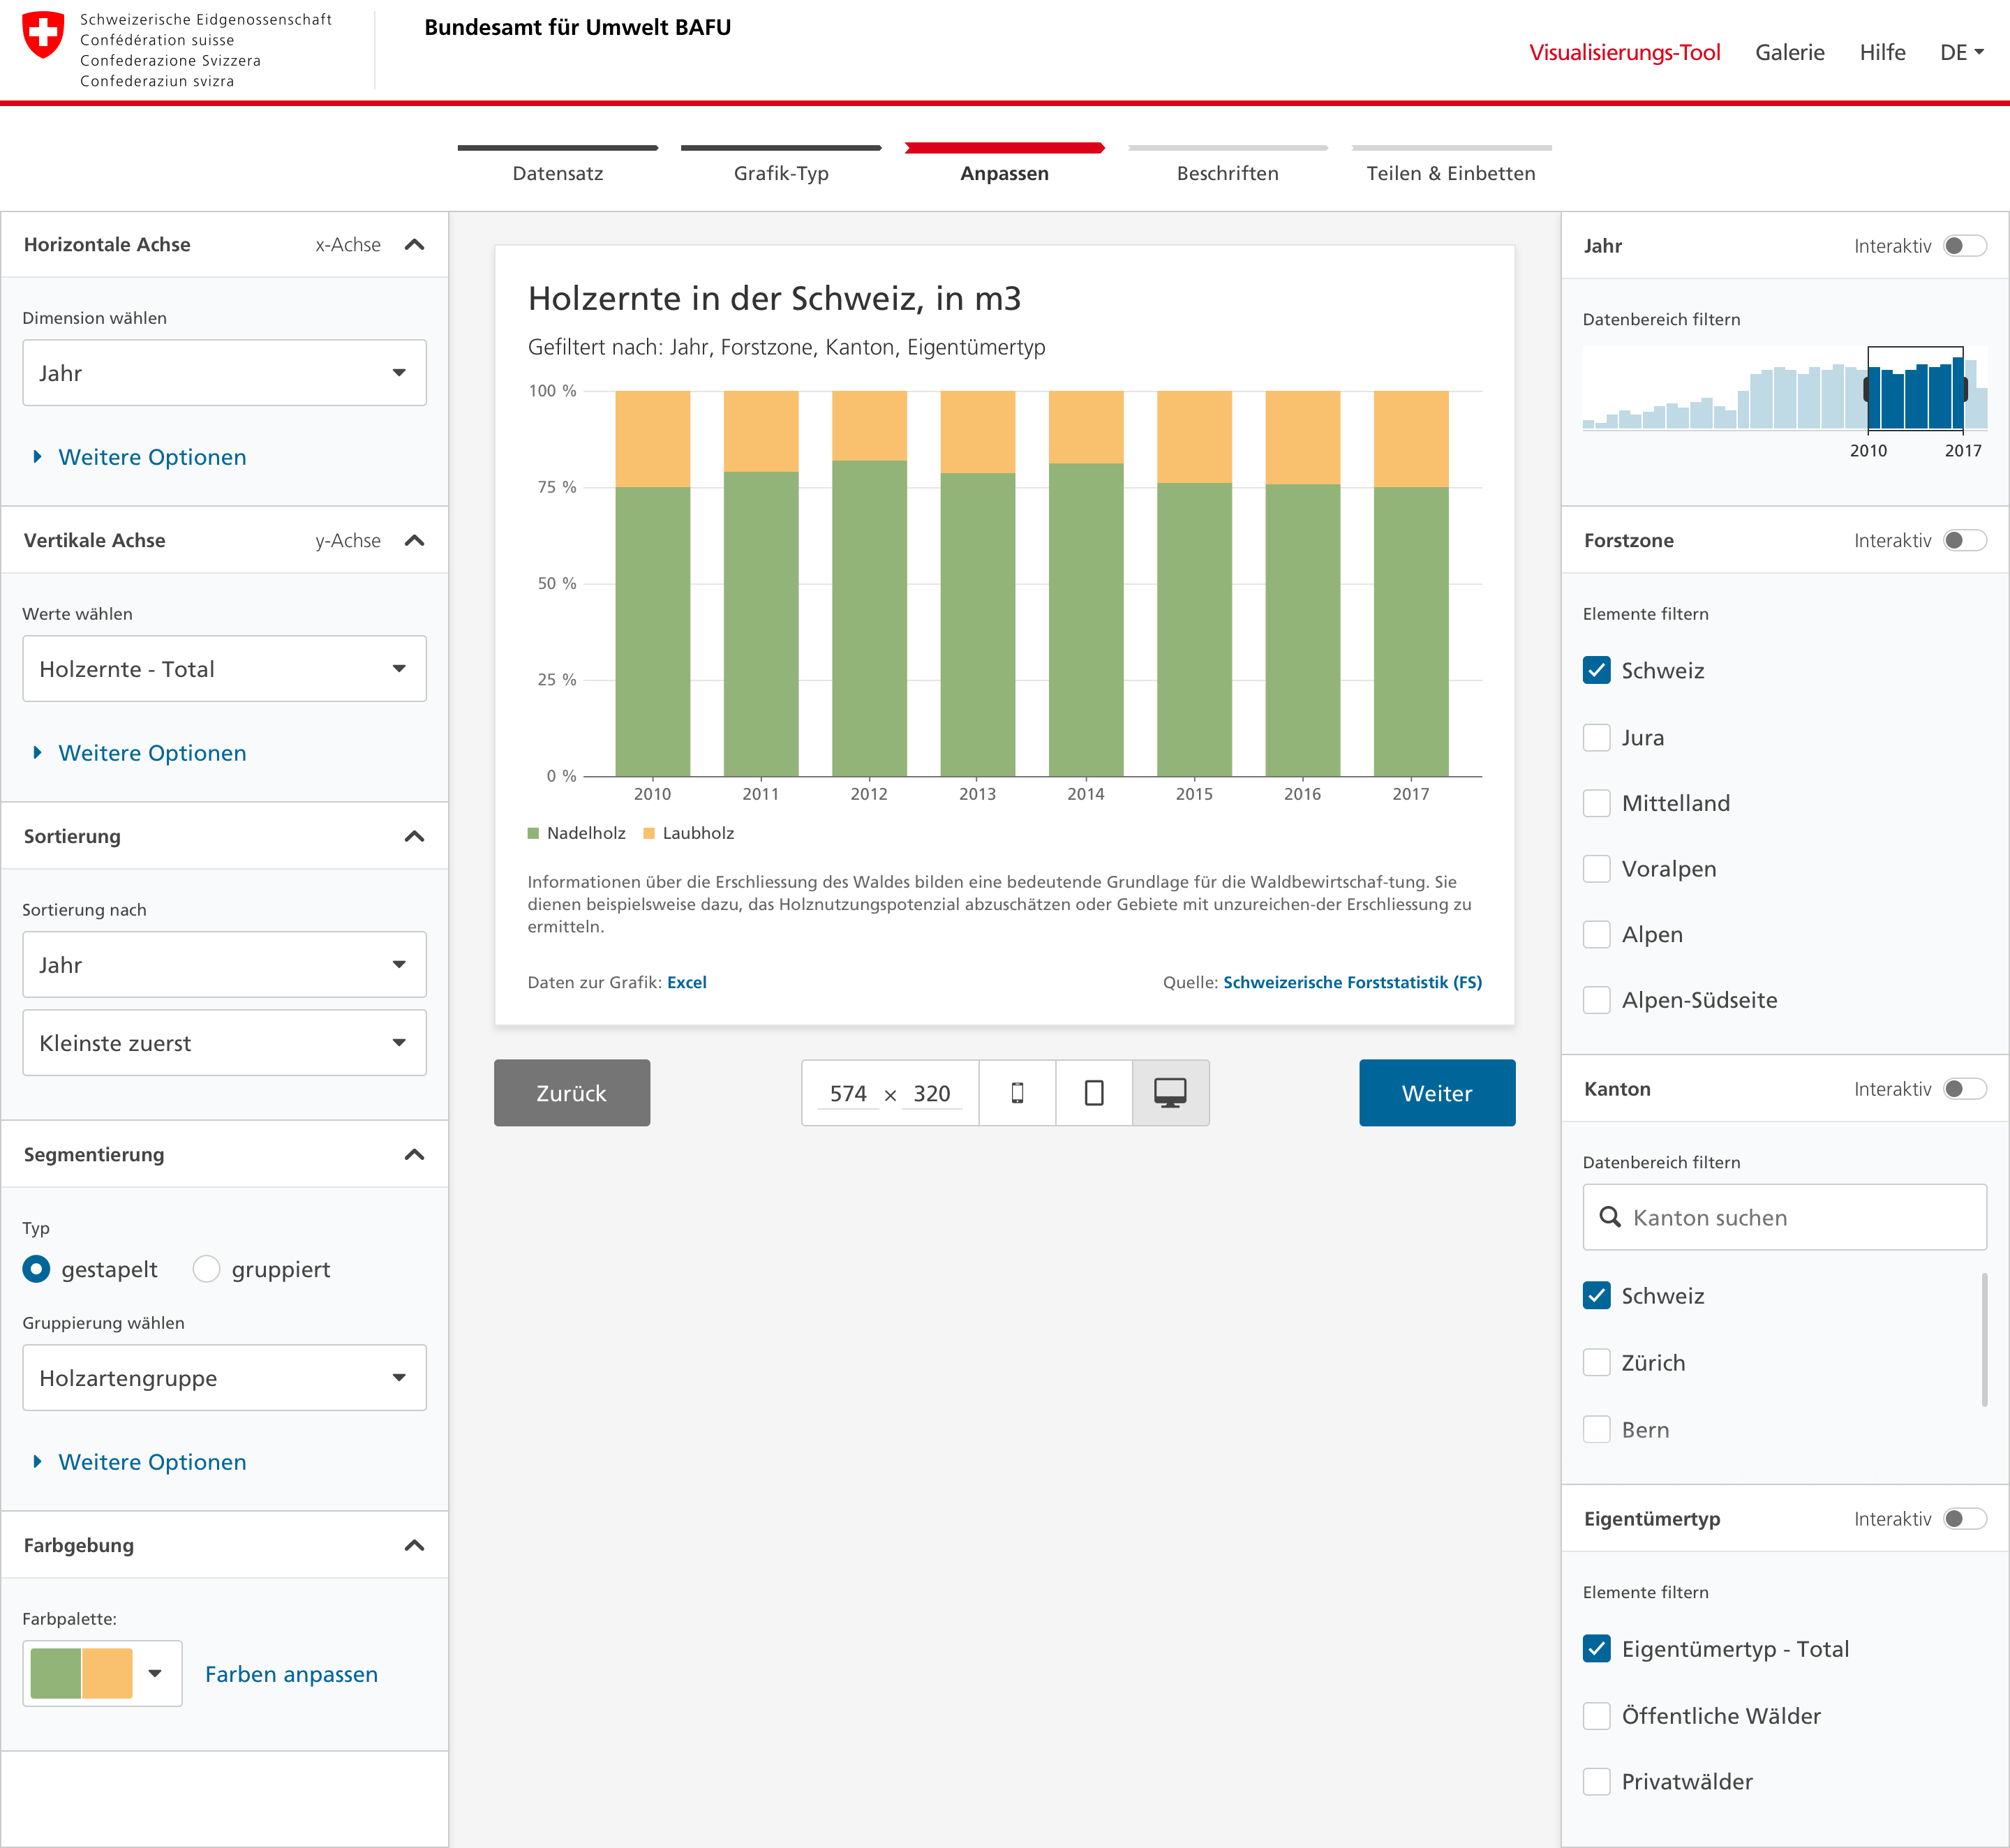 Schweizerische Eidgenossenschaft
Confédération suisse
Confederazione Svizzera
Confederaziun svizra
Bundesamt für Umwelt BAFU
Visualisierungs-Tool
Galerie
Hilfe
DE
Datensatz
Grafik-Typ
Anpassen
Beschriften
Teilen & Einbetten
Horizontale Achse
x-Achse
Dimension wählen
Jahr
Weitere Optionen
Vertikale Achse
y-Achse
Werte wählen
Holzernte - Total
Weitere Optionen
Sortierung
Sortierung nach
Jahr
Kleinste zuerst
Segmentierung
Typ
gestapelt
gruppiert
Gruppierung wählen
Holzartengruppe
Weitere Optionen
Farbgebung
Farbpalette:
Farben anpassen
Holzernte in der Schweiz, in m3
Gefiltert nach: Jahr, Forstzone, Kanton, Eigentümertyp
100 %
75 %
50 %
25 %
0 %
2010 2011 2012 2013 2014 2015 2016 2017
Nadelholz Laubholz
Informationen über die Erschliessung des Waldes bilden eine bedeutende Grundlage für die Waldbewirtschaf-tung. Sie
dienen beispielsweise dazu, das Holznutzungspotenzial abzuschätzen oder Gebiete mit unzureichen-der Erschliessung zu
ermitteln.
Daten zur Grafik: Excel
Quelle: Schweizerische Forststatistik (FS)
Zurück
574 × 320
Weiter
Jahr
Interaktiv
Datenbereich filtern
2010 2017
Forstzone
Interaktiv
Elemente filtern
Schweiz
Jura
Mittelland
Voralpen
Alpen
Alpen-Südseite
Kanton
Interaktiv
Datenbereich filtern
Kanton suchen
Schweiz
Zürich
Bern
Eigentümertyp
Interaktiv
Elemente filtern
Eigentümertyp - Total
Öffentliche Wälder
Privatwälder